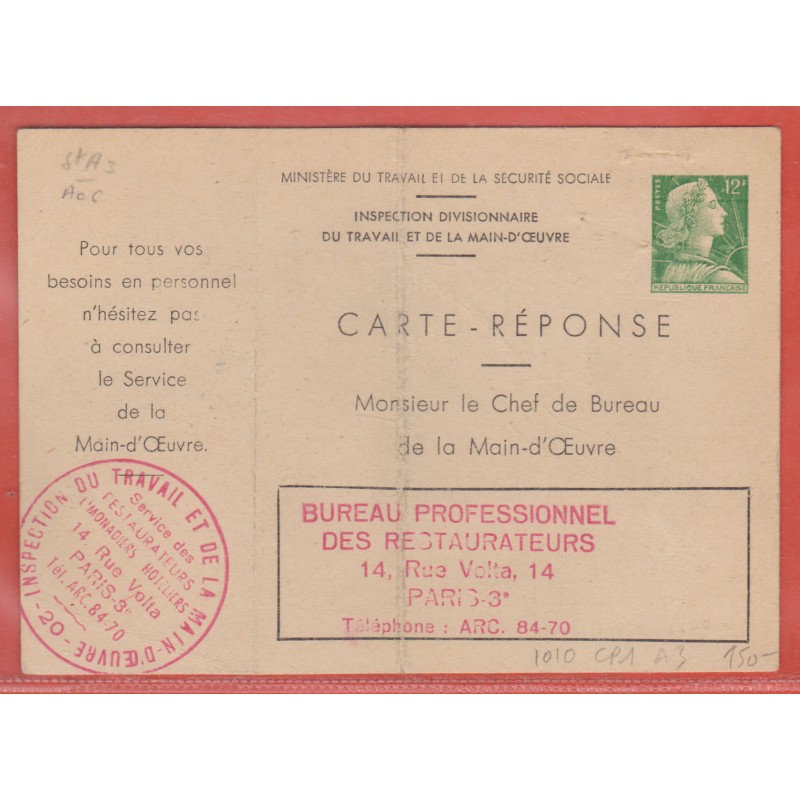 A06
Pour tous vos
besoins en personnel
n'hésitez pas
à consulter
le Service
de la
Main-d'Œuvre.
MINISTÈRE DU TRAVAIL ET DE LA SÉCURITÉ SOCIALE
INSPECTION DIVISIONNAIRE
DU TRAVAIL ET DE LA MAIN-D'ŒUVRE
POSTES
12F
REPUBLIQUE FRANÇAISE
CARTE-RÉPONSE
Monsieur le Chef de Bureau
de la Main-d'Œuvre
BUREAU PROFESSIONNEL
DES RESTAURATEURS
14, Rue Volta, 14
PARIS-3e
Téléphone : ARC. 84-70
INSPECTION DU TRAVAIL ET DE LA MAIN-D'ŒUVRE
-20-
Service des
RESTAURATEURS
LIMONADIERS HOTELIERS
14, Rue Volta
PARIS-3e
Tél. ARC. 84-70
1010 CP1 A3 150-